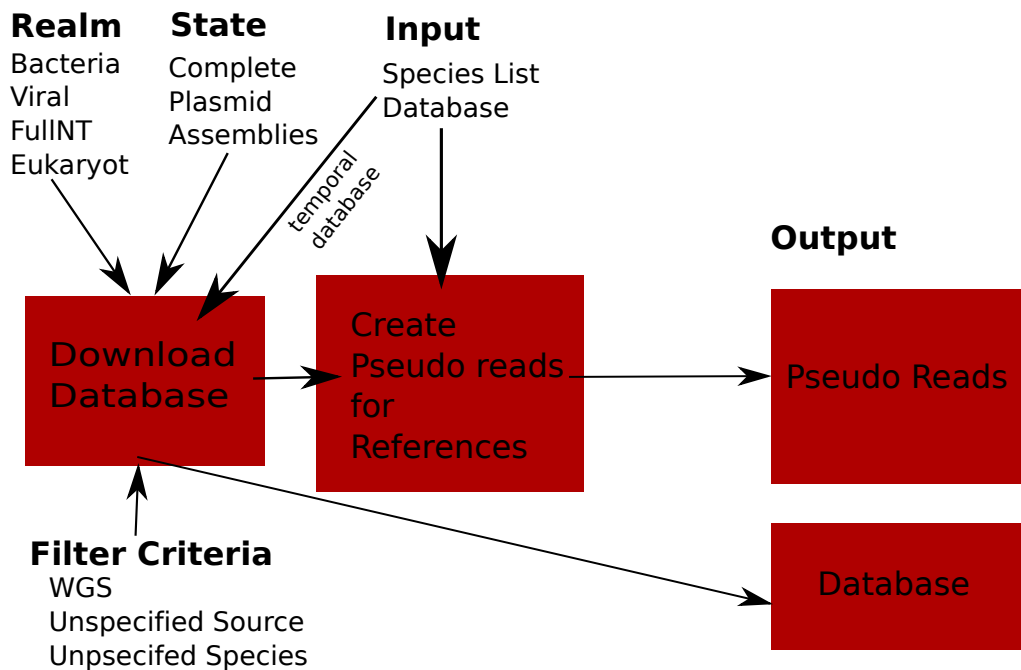 Realm
Bacteria
Viral
FullNT
Eukaryot
State
Complete
Plasmid
Assemblies
Input
Species List
Database
temporal
database
Download
Database
Create
Pseudo reads
for
References
Output
Pseudo Reads
Database
Filter Criteria
WGS
Unspecified Source
Unpsecifed Species